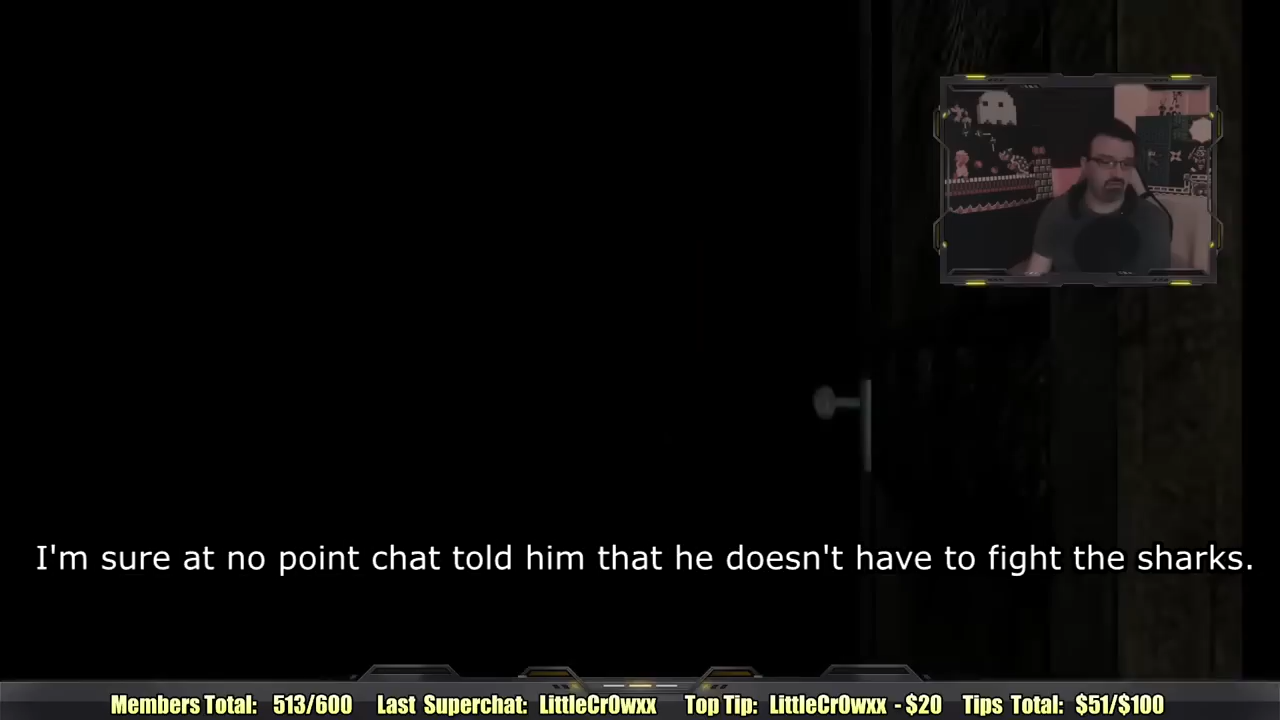 I'm sure at no point chat told him that he doesn't have to fight the sharks.
Members Total: 513/600 Last Superchat: LittleCr0wxx Top Tip: LittleCr0wxx - $20 Tips Total: $51/$100